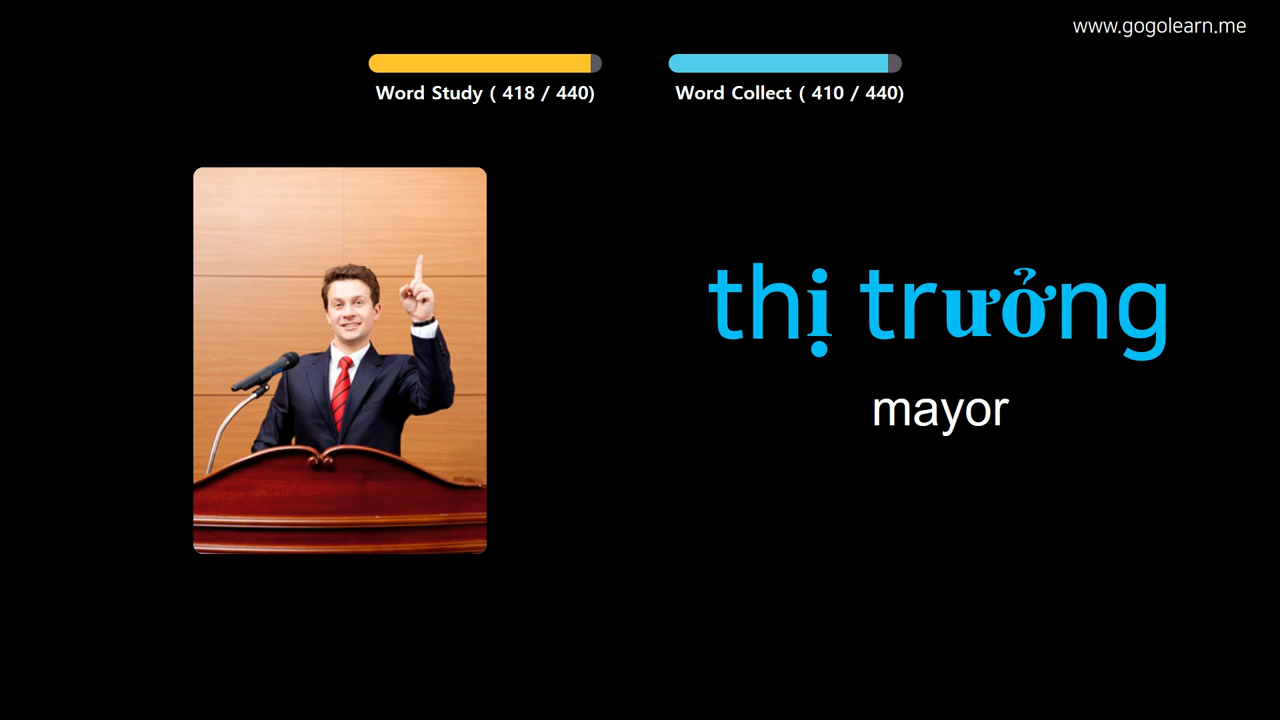 www.gogolearn.me
Word Study ( 418 / 440)
Word Collect ( 410 / 440)
thị trưởng
mayor